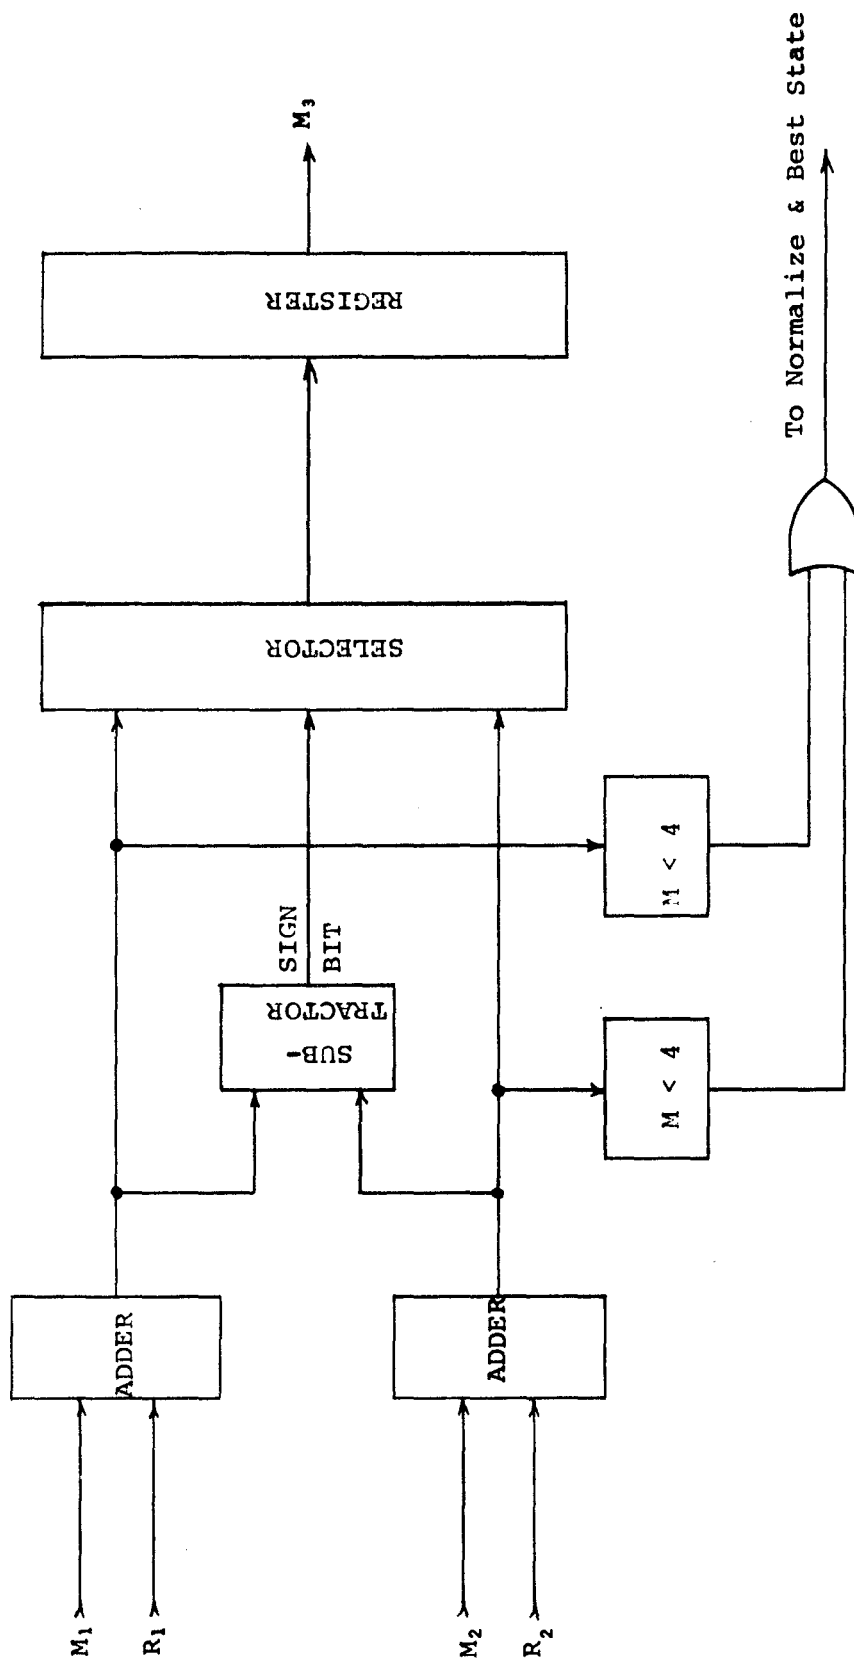 M₁
R₁
ADDER
M₂
R₂
ADDER
SUB-
TRACTOR
SIGN
BIT
M < 4
M < 4
SELECTOR
REGISTER
M₃
To Normalize & Best State